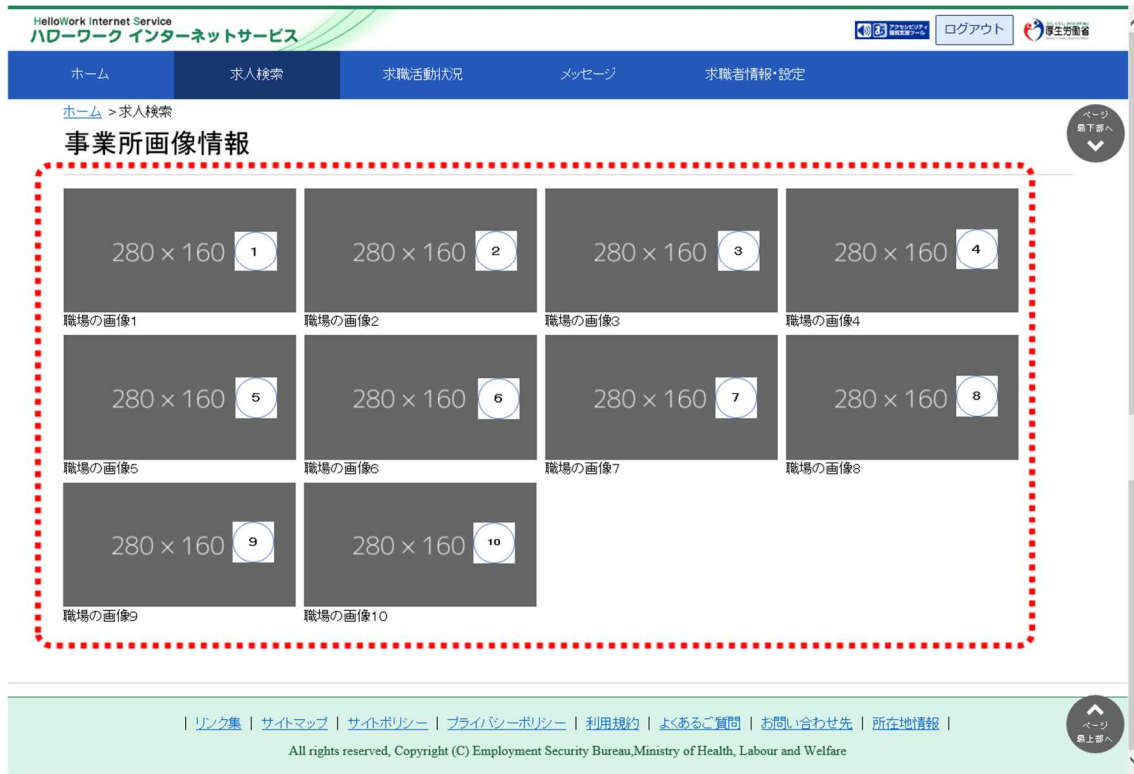 HelloWork Internet Service
ハローワーク インターネットサービス
ログアウト
厚生労働省
ホーム 求人検索 求職活動状況 メッセージ 求職者情報・設定
ホーム >求人検索
ページ
最下部へ
事業所画像情報
280 × 160 1 280 × 160 2 280 × 160 3 280 × 160 4
職場の画像1 職場の画像2 職場の画像3 職場の画像4
280 × 160 5 280 × 160 6 280 × 160 7 280 × 160 8
職場の画像5 職場の画像6 職場の画像7 職場の画像8
280 × 160 9 280 × 160 10
職場の画像9 職場の画像10
| リンク集 | サイトマップ | サイトポリシー | プライバシーポリシー | 利用規約 | よくあるご質問 | お問い合わせ先 | 所在地情報 |
All rights reserved, Copyright (C) Employment Security Bureau,Ministry of Health, Labour and Welfare
ページ
最上部へ